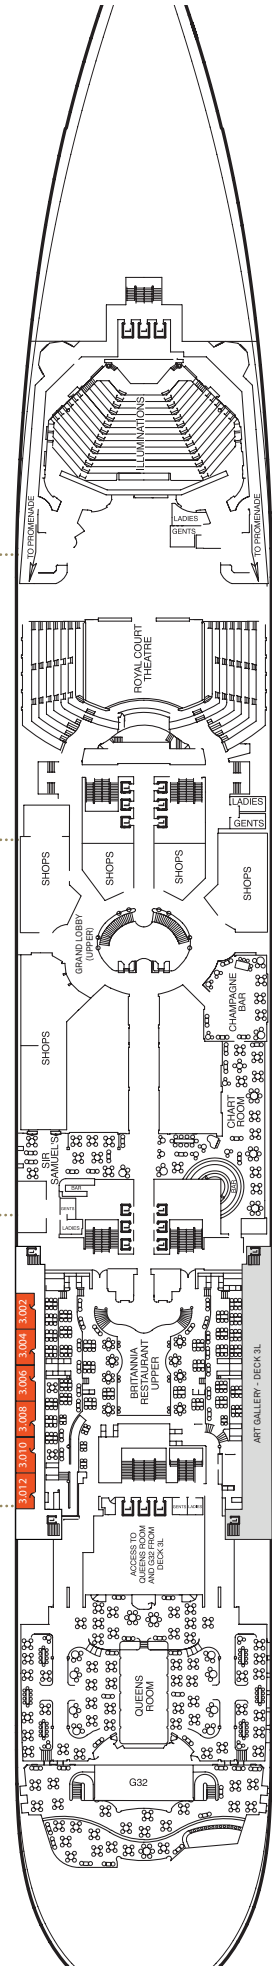 ILLUMINATIONS
TO PROMENADE
TO PROMENADE
LADIES
GENTS
ROYAL COURT
THEATRE
LADIES
GENTS
SHOPS
SHOPS
SHOPS
SHOPS
GRAND LOBBY
(UPPER)
CHAMPAGNE
BAR
SHOPS
CHART
ROOM
SIR
SAMUEL'S
BAR
BAR
GENTS
LADIES
3.002
3.004
3.006
3.008
3.010
3.012
BRITANNIA
RESTAURANT
UPPER
ART GALLERY - DECK 3L
ACCESS TO
QUEENS ROOM
AND G32 FROM
DECK 3L
GENTS
LADIES
QUEENS
ROOM
G32